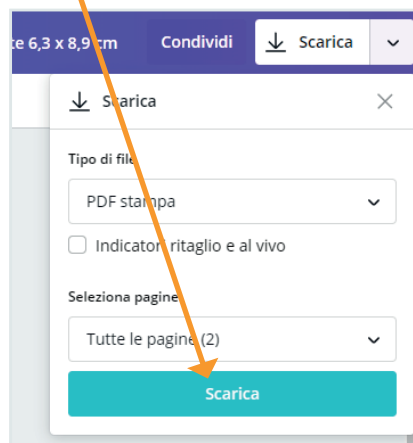 te 6,3 x 8,9 cm Condividi Scarica
Scarica
Tipo di file
PDF stampa
Indicatori ritaglio e al vivo
Seleziona pagine
Tutte le pagine (2)
Scarica